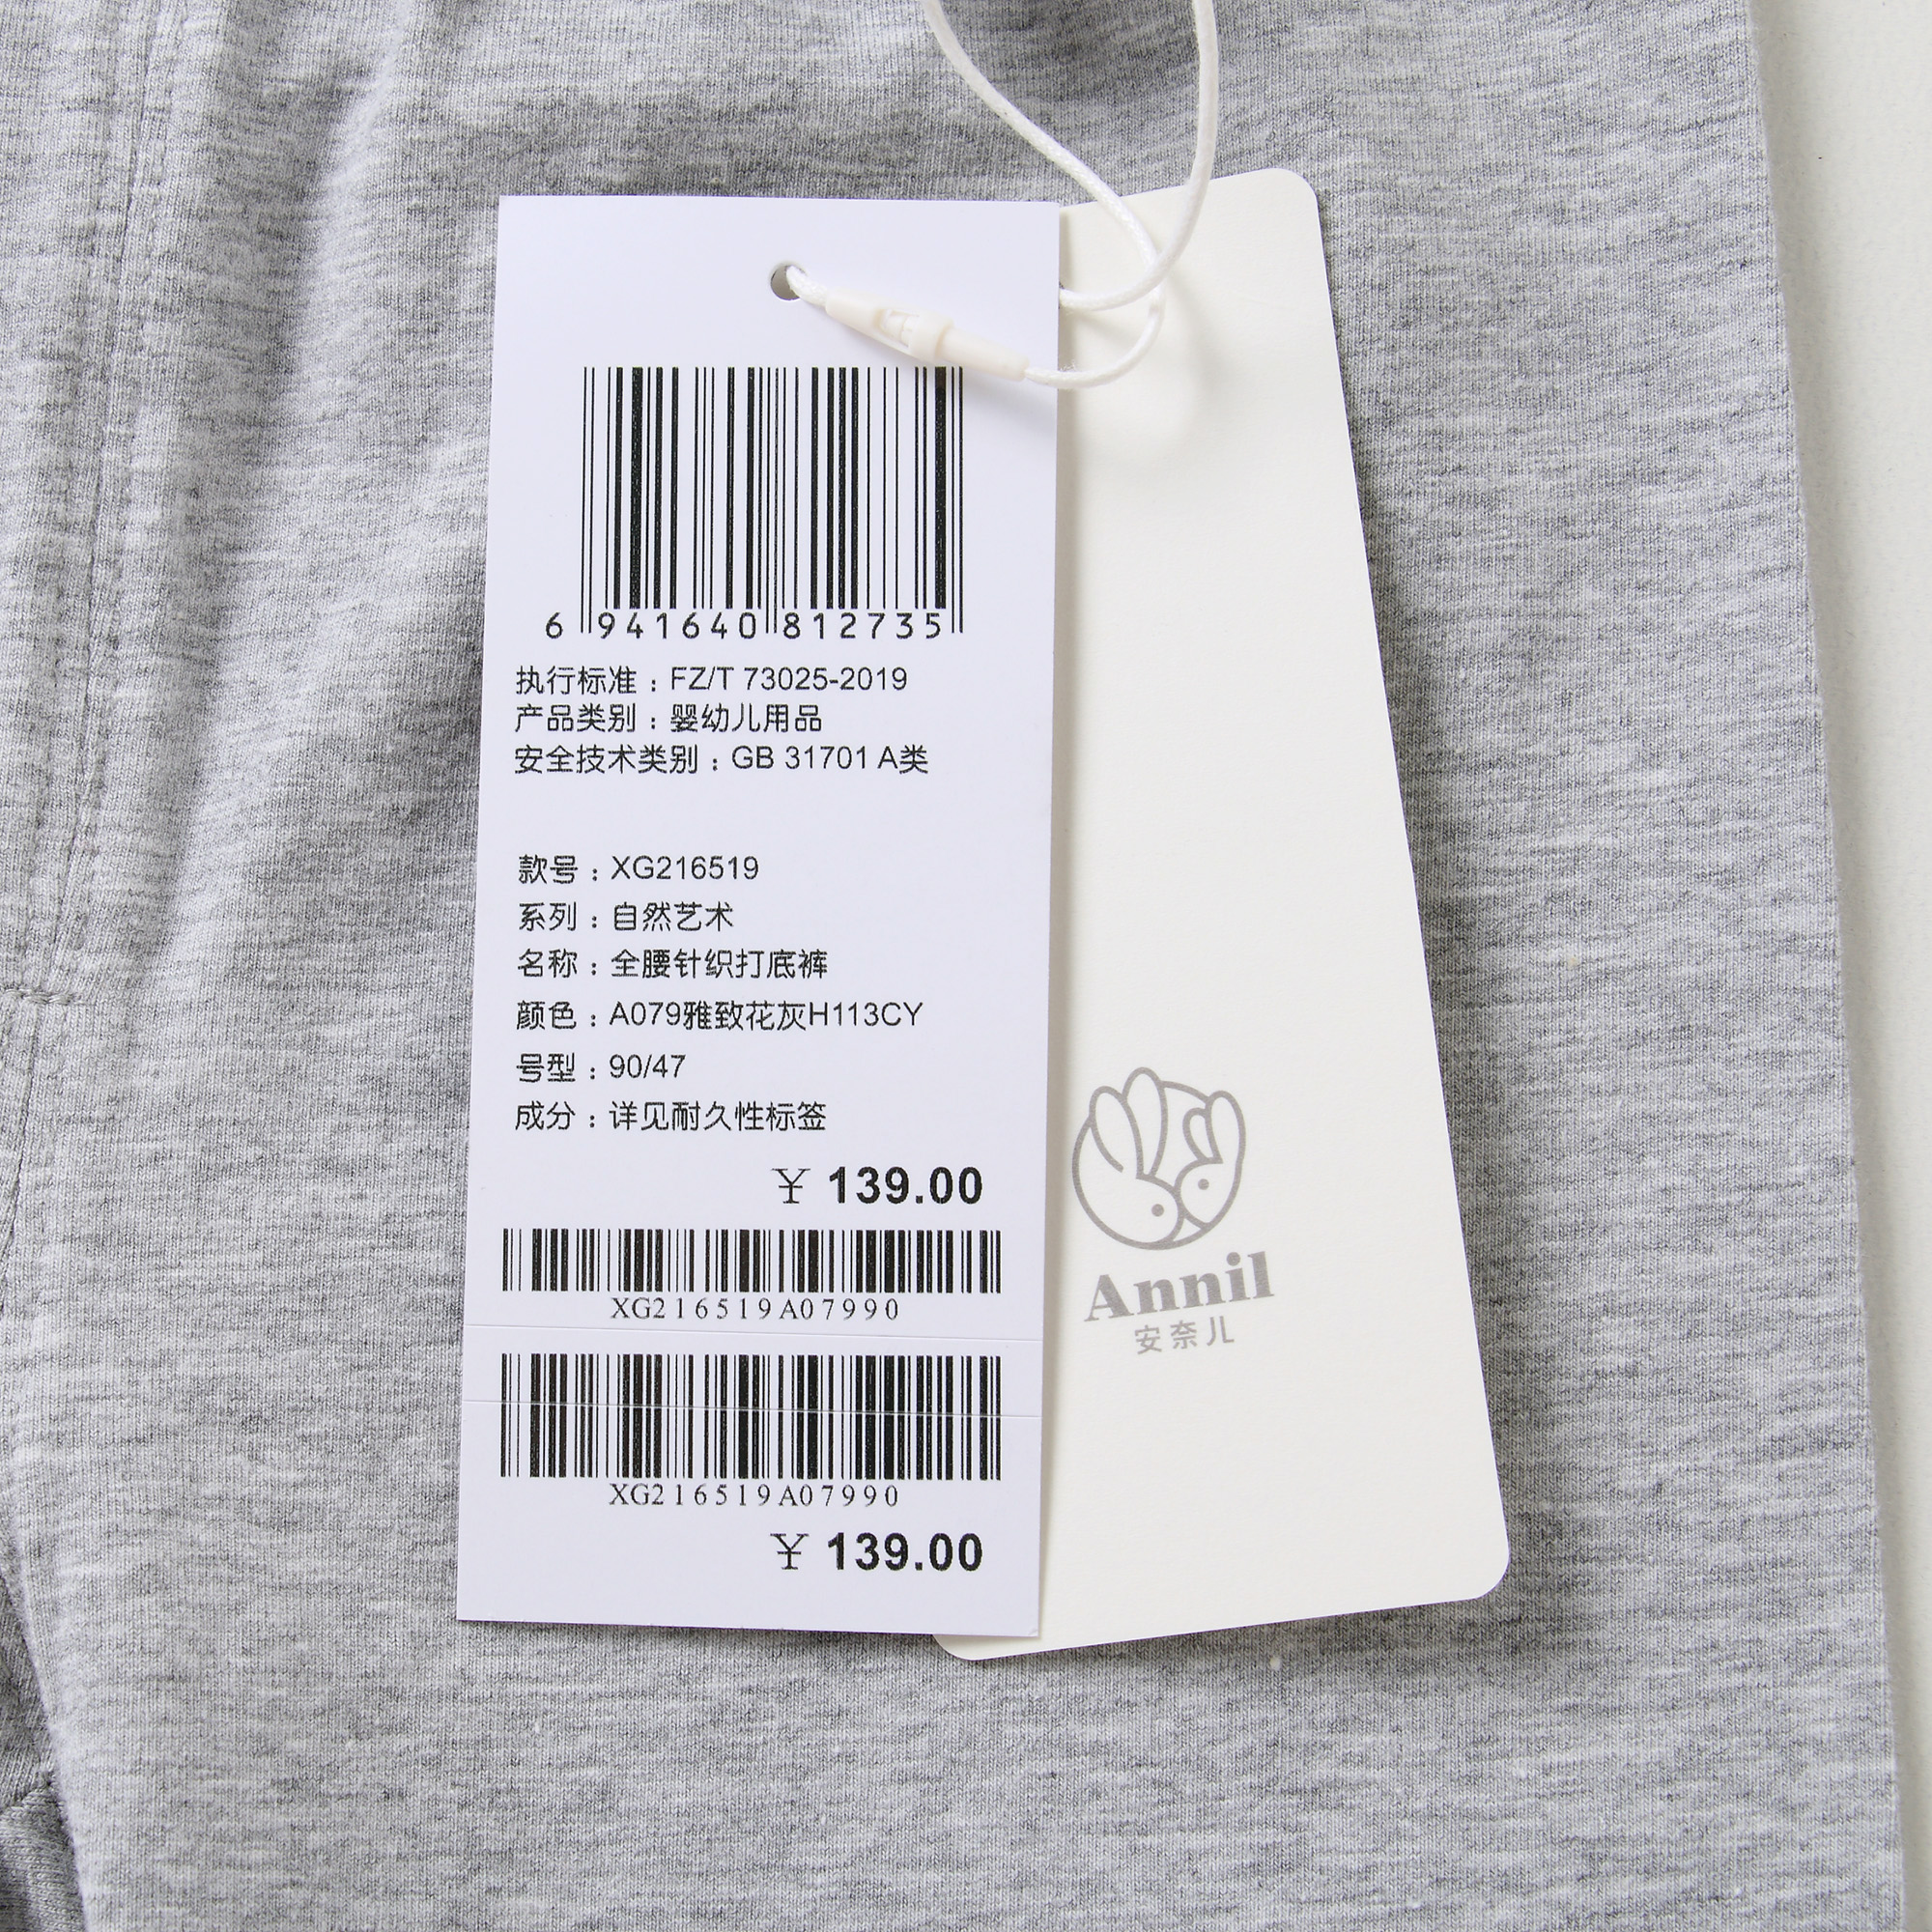 6 941640 812735
执行标准：FZ/T 73025-2019
产品类别：婴幼儿用品
安全技术类别：GB 31701 A类
款号：XG216519
系列：自然艺术
名称：全腰针织打底裤
颜色：A079雅致花灰H113CY
号型：90/47
成分：详见耐久性标签
¥ 139.00
XG216519A07990
XG216519A07990
¥ 139.00
Annil
安奈儿